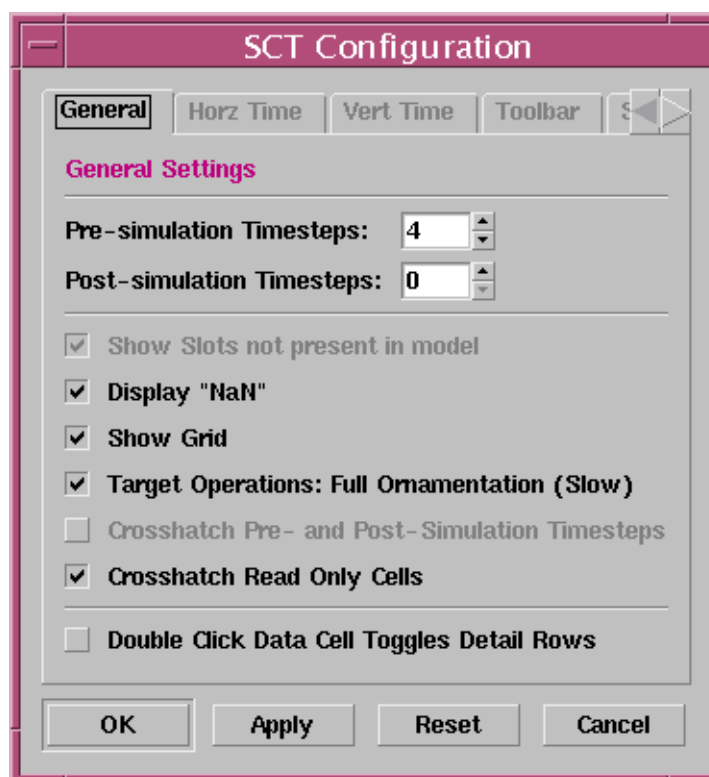 SCT Configuration
General Horz Time Vert Time Toolbar S
General Settings
Pre-simulation Timesteps: 4
Post-simulation Timesteps: 0
Show Slots not present in model
Display "NaN"
Show Grid
Target Operations: Full Ornamentation (Slow)
Crosshatch Pre- and Post-Simulation Timesteps
Crosshatch Read Only Cells
Double Click Data Cell Toggles Detail Rows
OK Apply Reset Cancel